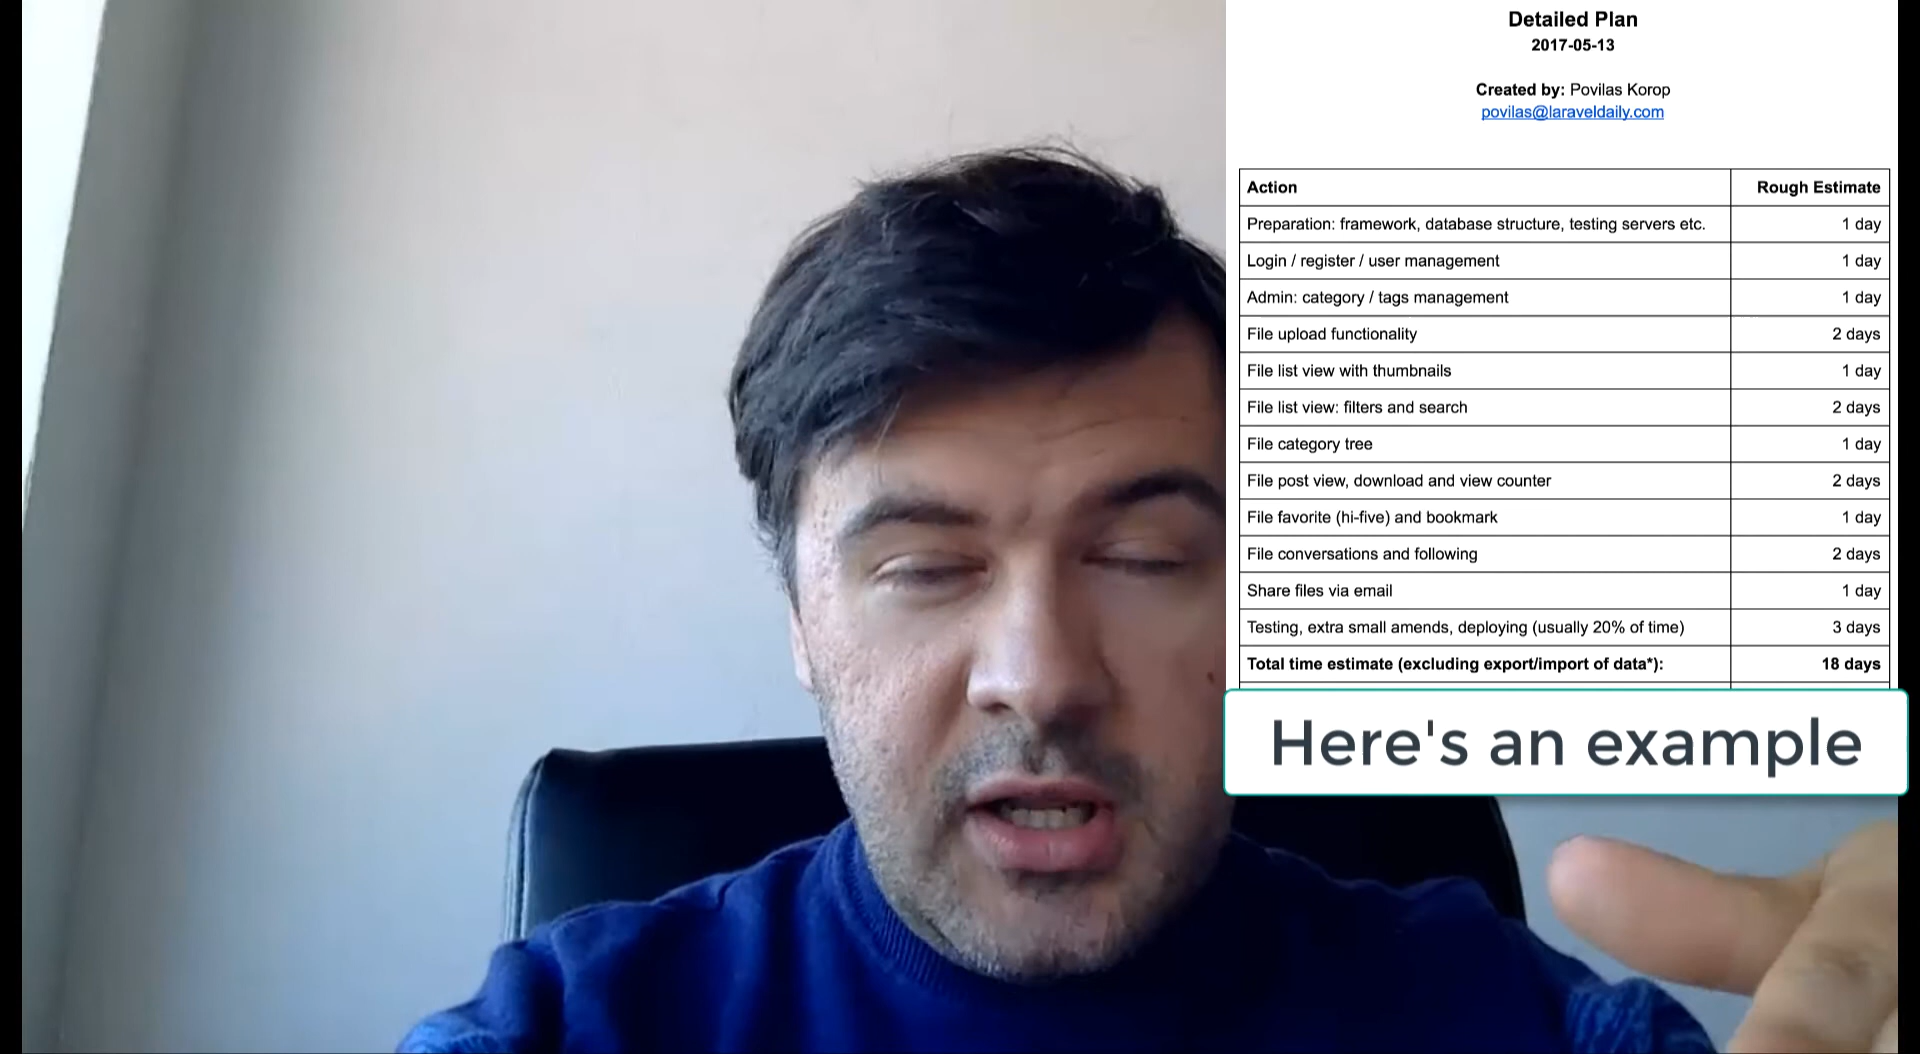 Detailed Plan
2017-05-13
Created by: Povilas Korop
povilas@laraveldaily.com
Action Rough Estimate
Preparation: framework, database structure, testing servers etc. 1 day
Login / register / user management 1 day
Admin: category / tags management 1 day
File upload functionality 2 days
File list view with thumbnails 1 day
File list view: filters and search 2 days
File category tree 1 day
File post view, download and view counter 2 days
File favorite (hi-five) and bookmark 1 day
File conversations and following 2 days
Share files via email 1 day
Testing, extra small amends, deploying (usually 20% of time) 3 days
Total time estimate (excluding export/import of data*): 18 days
Here's an example